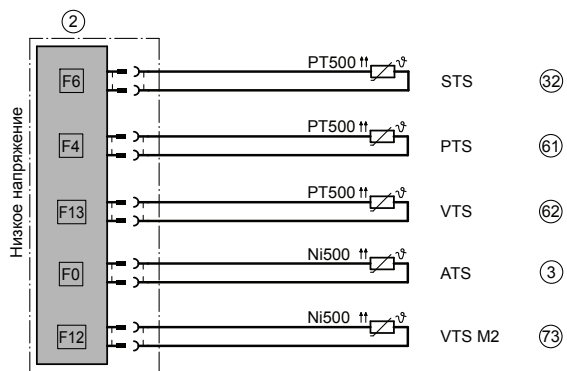 2
Низкое напряжение
F6 PT500 ϑ STS 32
F4 PT500 ϑ PTS 61
F13 PT500 ϑ VTS 62
F0 Ni500 ϑ ATS 3
F12 Ni500 ϑ VTS M2 73